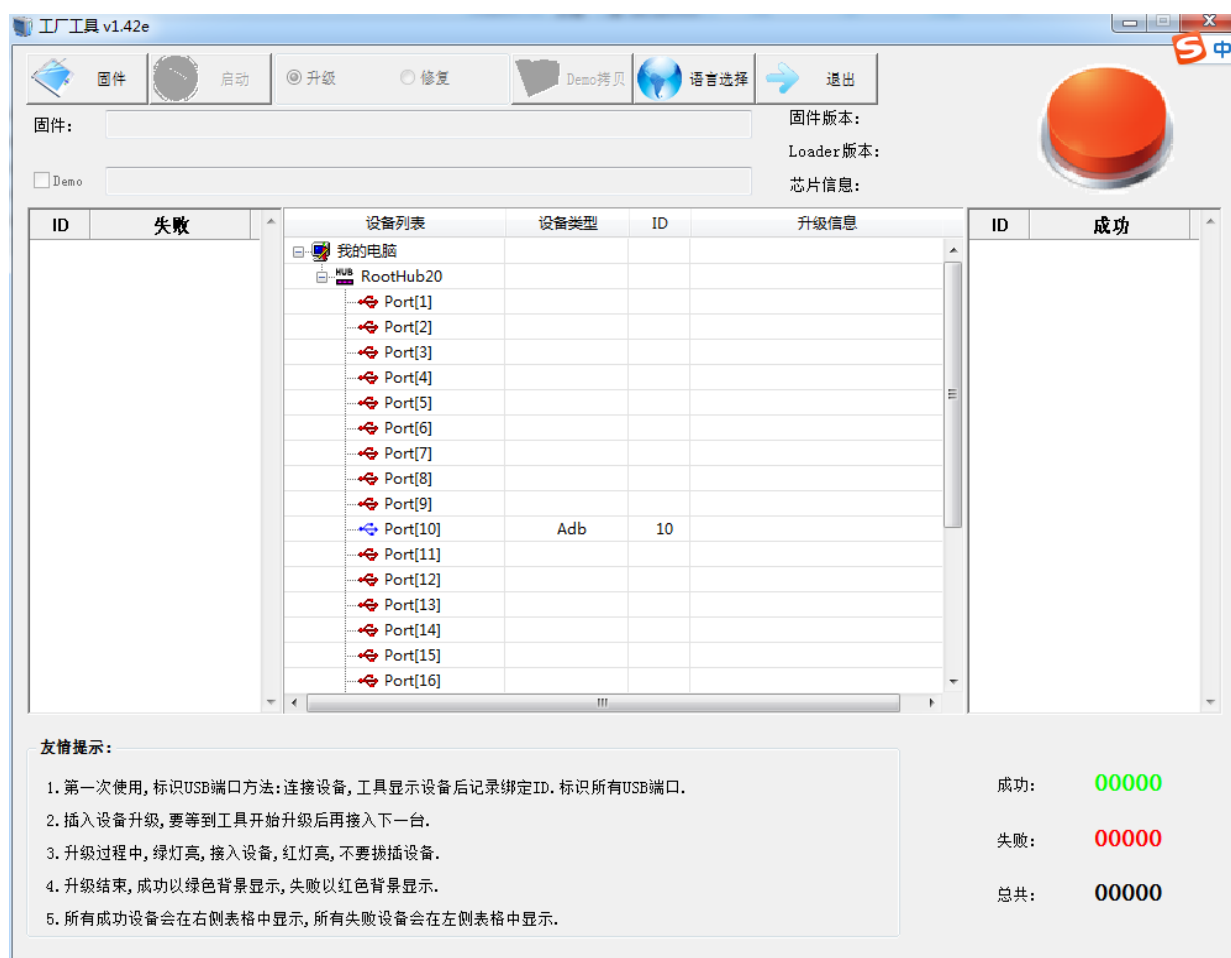 工厂工具 v1.42e
中
固件
启动
升级
修复
Demo拷贝
语言选择
退出
固件:
固件版本:
Loader版本:
Demo
芯片信息:
ID 失败
设备列表 设备类型 ID 升级信息
ID 成功
我的电脑
HUB RootHub20
Port[1]
Port[2]
Port[3]
Port[4]
Port[5]
Port[6]
Port[7]
Port[8]
Port[9]
Port[10] Adb 10
Port[11]
Port[12]
Port[13]
Port[14]
Port[15]
Port[16]
友情提示:
1.第一次使用,标识USB端口方法:连接设备,工具显示设备后记录绑定ID.标识所有USB端口.
2.插入设备升级,要等到工具开始升级后再接入下一台.
3.升级过程中,绿灯亮,接入设备,红灯亮,不要拔插设备.
4.升级结束,成功以绿色背景显示,失败以红色背景显示.
5.所有成功设备会在右侧表格中显示,所有失败设备会在左侧表格中显示.
成功: 00000
失败: 00000
总共: 00000